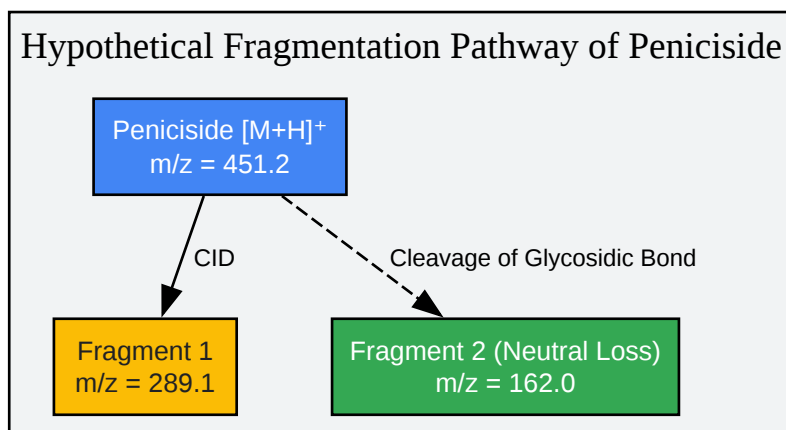 Hypothetical Fragmentation Pathway of Peniciside
Peniciside [M+H]⁺
m/z = 451.2
CID
Cleavage of Glycosidic Bond
Fragment 1
m/z = 289.1
Fragment 2 (Neutral Loss)
m/z = 162.0